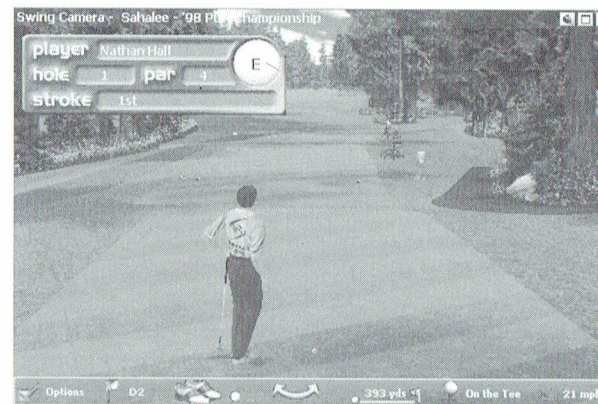 Swing Camera - Sahalee - '98 PGA Championship
player Nathan Hall
hole 1 par 4 E
stroke 1st
Options D2 393 yds On the Tee 21 mph